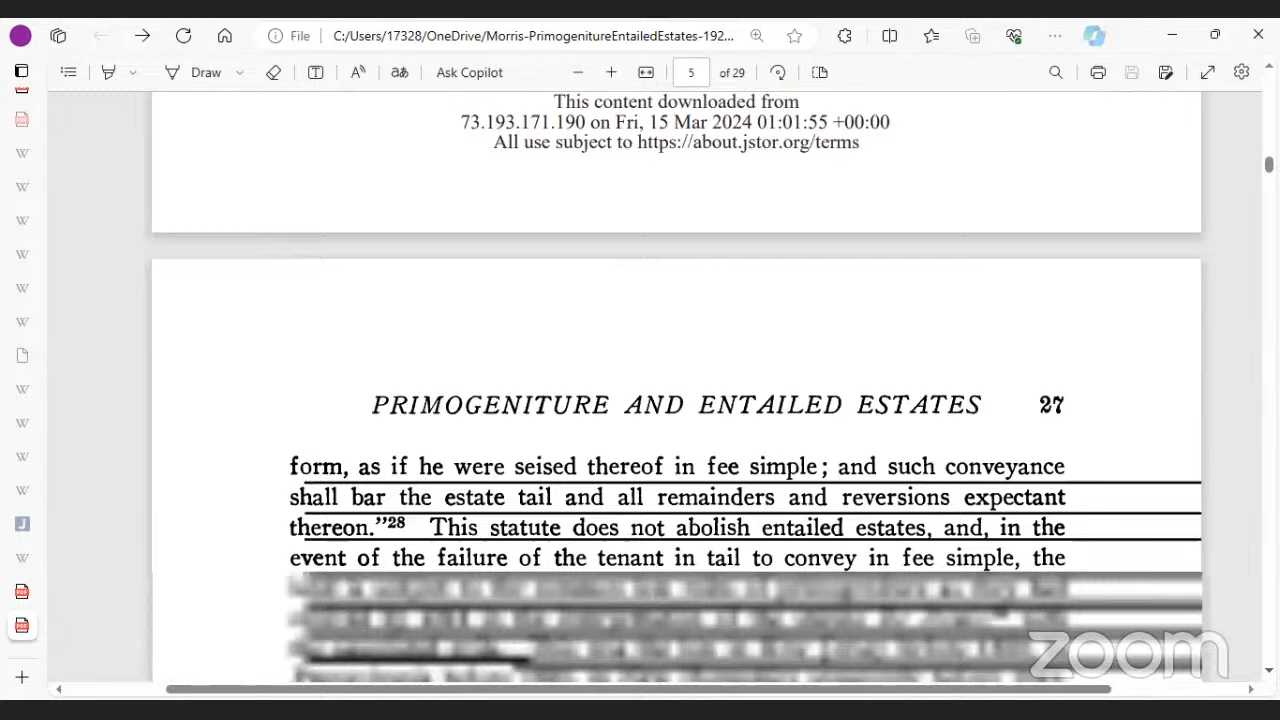 File
C:/Users/17328/OneDrive/Morris-PrimogenitureEntailedEstates-192...
Draw
Ask Copilot
5 of 29
This content downloaded from
73.193.171.190 on Fri, 15 Mar 2024 01:01:55 +00:00
All use subject to https://about.jstor.org/terms
PRIMOGENITURE AND ENTAILED ESTATES 27
form, as if he were seised thereof in fee simple; and such conveyance
shall bar the estate tail and all remainders and reversions expectant
thereon."28 This statute does not abolish entailed estates, and, in the
event of the failure of the tenant in tail to convey in fee simple, the
zoom